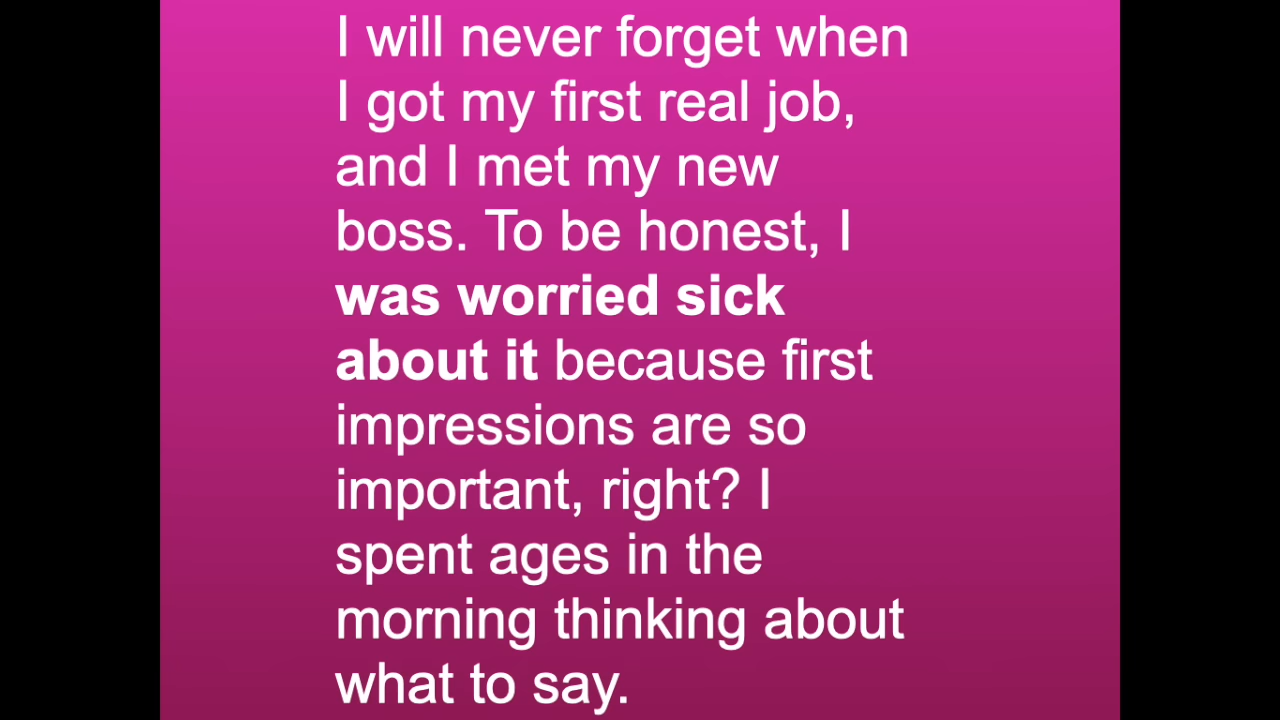 I will never forget when
I got my first real job,
and I met my new
boss. To be honest, I
was worried sick
about it because first
impressions are so
important, right? I
spent ages in the
morning thinking about
what to say.